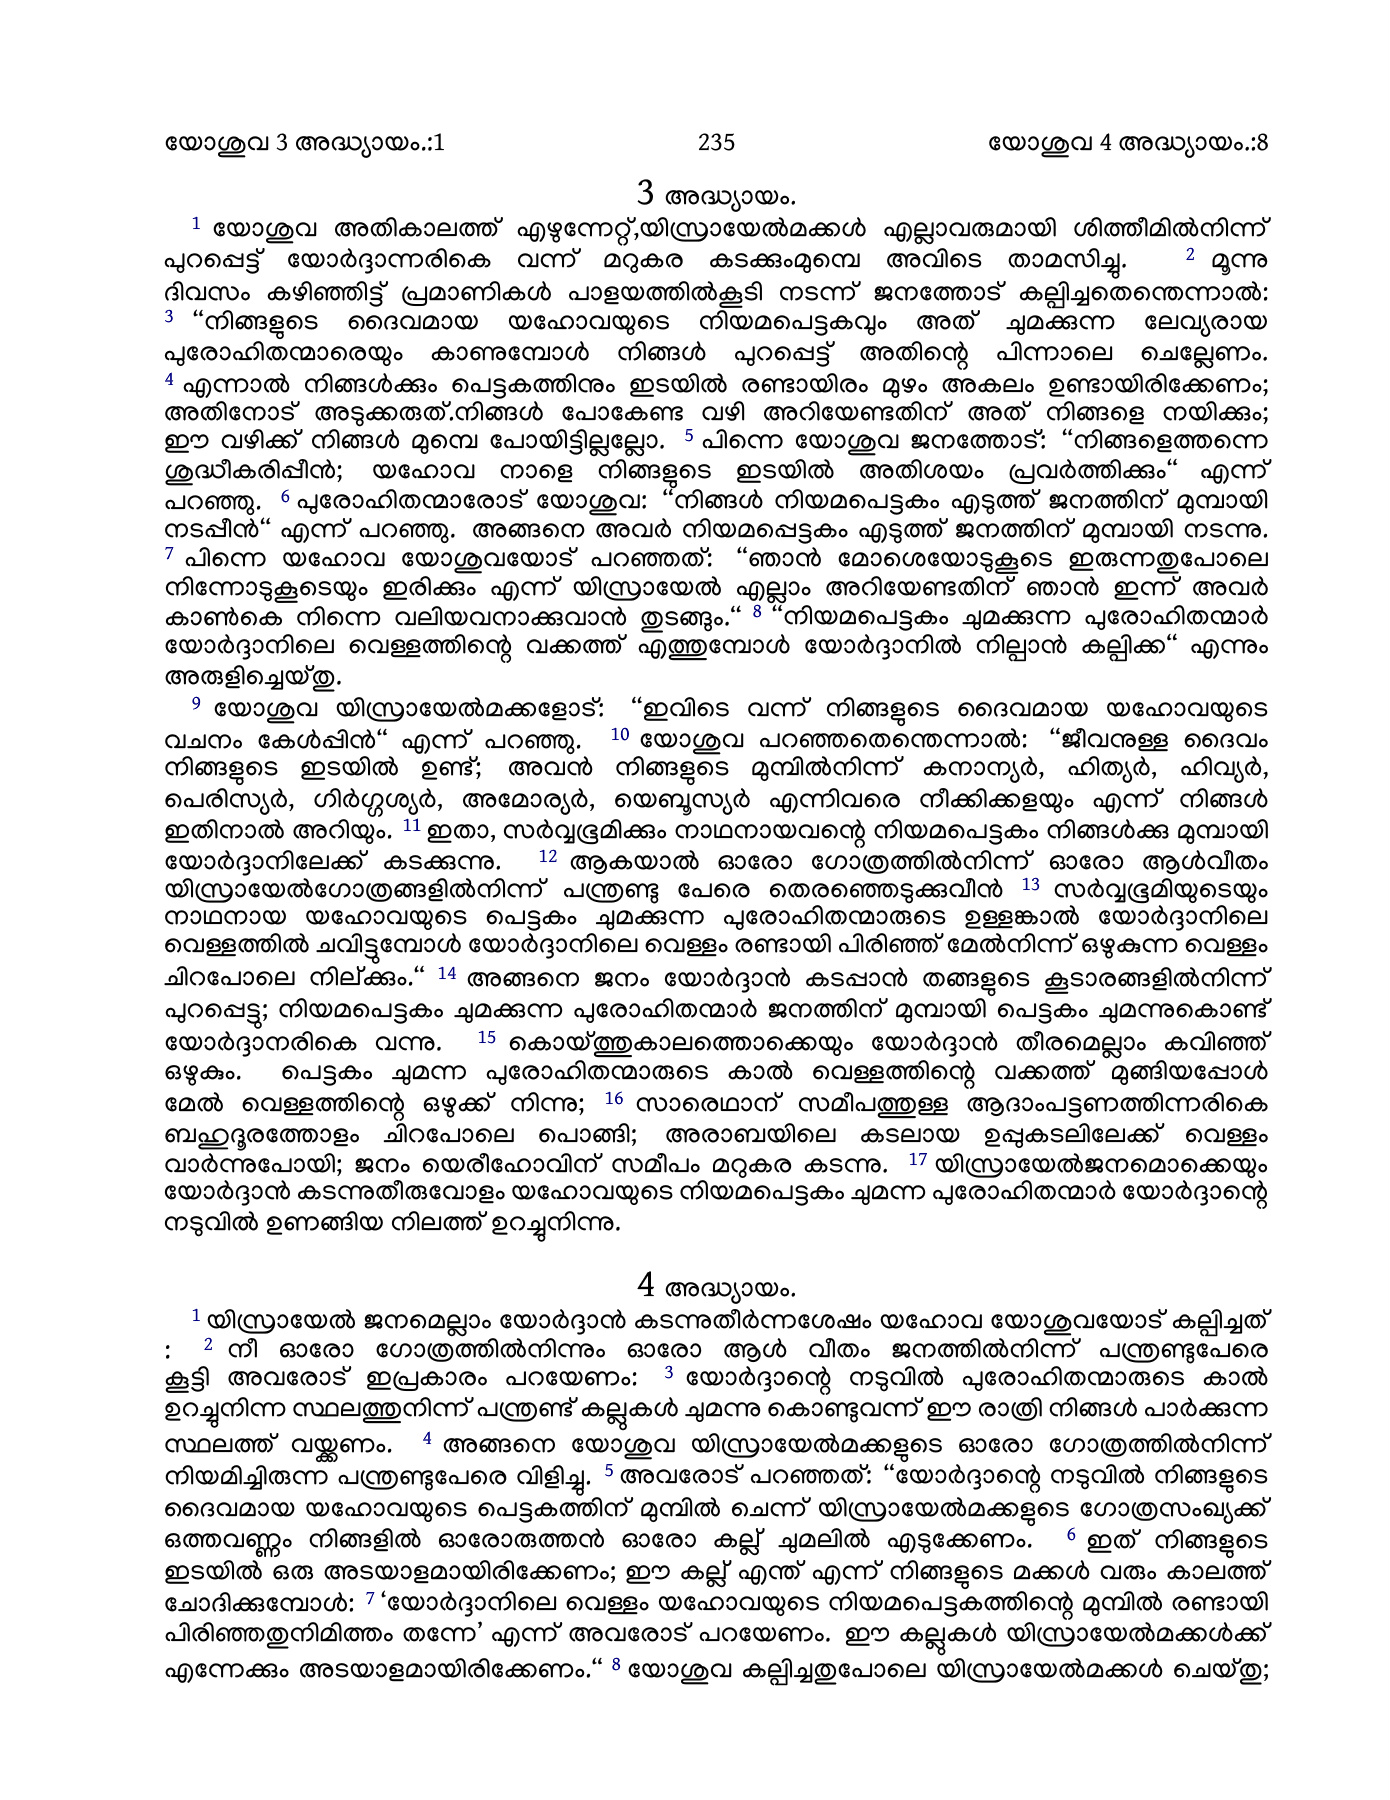 യോശുവ 3 അദ്ധ്യായം.:1 235 യോശുവ 4 അദ്ധ്യായം.:8
3 അദ്ധ്യായം.
1 യോശുവ അതികാലത്ത് എഴുന്നേറ്റ്,യിസ്രായേൽമക്കൾ എല്ലാവരുമായി ശിത്തീമിൽനിന്ന്
പുറപ്പെട്ട് യോർദ്ദാന്നരികെ വന്ന് മറുകര കടക്കുംമുമ്പെ അവിടെ താമസിച്ചു. 2 മൂന്നു
ദിവസം കഴിഞ്ഞിട്ട് പ്രമാണികൾ പാളയത്തിൽകൂടി നടന്ന് ജനത്തോട് കല്പിച്ചതെന്തെന്നാൽ:
3 “നിങ്ങളുടെ ദൈവമായ യഹോവയുടെ നിയമപെട്ടകവും അത് ചുമക്കുന്ന ലേവ്യരായ
പുരോഹിതന്മാരെയും കാണുമ്പോൾ നിങ്ങൾ പുറപ്പെട്ട് അതിന്റെ പിന്നാലെ ചെല്ലേണം.
4 എന്നാൽ നിങ്ങൾക്കും പെട്ടകത്തിനും ഇടയിൽ രണ്ടായിരം മുഴം അകലം ഉണ്ടായിരിക്കേണം;
അതിനോട് അടുക്കരുത്.നിങ്ങൾ പോകേണ്ട വഴി അറിയേണ്ടതിന് അത് നിങ്ങളെ നയിക്കും;
ഈ വഴിക്ക് നിങ്ങൾ മുമ്പെ പോയിട്ടില്ലല്ലോ. 5 പിന്നെ യോശുവ ജനത്തോട്: “നിങ്ങളെത്തന്നെ
ശുദ്ധീകരിപ്പീൻ; യഹോവ നാളെ നിങ്ങളുടെ ഇടയിൽ അതിശയം പ്രവർത്തിക്കും“ എന്ന്
പറഞ്ഞു. 6 പുരോഹിതന്മാരോട് യോശുവ: “നിങ്ങൾ നിയമപെട്ടകം എടുത്ത് ജനത്തിന് മുമ്പായി
നടപ്പീൻ“ എന്ന് പറഞ്ഞു. അങ്ങനെ അവർ നിയമപ്പെട്ടകം എടുത്ത് ജനത്തിന് മുമ്പായി നടന്നു.
7 പിന്നെ യഹോവ യോശുവയോട് പറഞ്ഞത്: “ഞാൻ മോശെയോടുകൂടെ ഇരുന്നതുപോലെ
നിന്നോടുകൂടെയും ഇരിക്കും എന്ന് യിസ്രായേൽ എല്ലാം അറിയേണ്ടതിന് ഞാൻ ഇന്ന് അവർ
കാൺകെ നിന്നെ വലിയവനാക്കുവാൻ തുടങ്ങും.“ 8 “നിയമപെട്ടകം ചുമക്കുന്ന പുരോഹിതന്മാർ
യോർദ്ദാനിലെ വെള്ളത്തിന്റെ വക്കത്ത് എത്തുമ്പോൾ യോർദ്ദാനിൽ നില്പാൻ കല്പിക്ക“ എന്നും
അരുളിച്ചെയ്തു.
9 യോശുവ യിസ്രായേൽമക്കളോട്: “ഇവിടെ വന്ന് നിങ്ങളുടെ ദൈവമായ യഹോവയുടെ
വചനം കേൾപ്പിൻ“ എന്ന് പറഞ്ഞു. 10 യോശുവ പറഞ്ഞതെന്തെന്നാൽ: “ജീവനുള്ള ദൈവം
നിങ്ങളുടെ ഇടയിൽ ഉണ്ട്; അവൻ നിങ്ങളുടെ മുമ്പിൽനിന്ന് കനാന്യർ, ഹിത്യർ, ഹിവ്യർ,
പെരിസ്യർ, ഗിർഗ്ഗശ്യർ, അമോര്യർ, യെബൂസ്യർ എന്നിവരെ നീക്കിക്കളയും എന്ന് നിങ്ങൾ
ഇതിനാൽ അറിയും. 11 ഇതാ, സർവ്വഭൂമിക്കും നാഥനായവന്റെ നിയമപെട്ടകം നിങ്ങൾക്കു മുമ്പായി
യോർദ്ദാനിലേക്ക് കടക്കുന്നു. 12 ആകയാൽ ഓരോ ഗോത്രത്തിൽനിന്ന് ഓരോ ആൾവീതം
യിസ്രായേൽഗോത്രങ്ങളിൽനിന്ന് പന്ത്രണ്ടു പേരെ തെരഞ്ഞെടുക്കുവീൻ 13 സർവ്വഭൂമിയുടെയും
നാഥനായ യഹോവയുടെ പെട്ടകം ചുമക്കുന്ന പുരോഹിതന്മാരുടെ ഉള്ളങ്കാൽ യോർദ്ദാനിലെ
വെള്ളത്തിൽ ചവിട്ടുമ്പോൾ യോർദ്ദാനിലെ വെള്ളം രണ്ടായി പിരിഞ്ഞ് മേൽനിന്ന് ഒഴുകുന്ന വെള്ളം
ചിറപോലെ നില്ക്കും.“ 14 അങ്ങനെ ജനം യോർദ്ദാൻ കടപ്പാൻ തങ്ങളുടെ കൂടാരങ്ങളിൽനിന്ന്
പുറപ്പെട്ടു; നിയമപെട്ടകം ചുമക്കുന്ന പുരോഹിതന്മാർ ജനത്തിന് മുമ്പായി പെട്ടകം ചുമന്നുകൊണ്ട്
യോർദ്ദാനരികെ വന്നു. 15 കൊയ്ത്തുകാലത്തൊക്കെയും യോർദ്ദാൻ തീരമെല്ലാം കവിഞ്ഞ്
ഒഴുകും. പെട്ടകം ചുമന്ന പുരോഹിതന്മാരുടെ കാൽ വെള്ളത്തിന്റെ വക്കത്ത് മുങ്ങിയപ്പോൾ
മേൽ വെള്ളത്തിന്റെ ഒഴുക്ക് നിന്നു; 16 സാരെഥാന് സമീപത്തുള്ള ആദാംപട്ടണത്തിന്നരികെ
ബഹുദൂരത്തോളം ചിറപോലെ പൊങ്ങി; അരാബയിലെ കടലായ ഉപ്പുകടലിലേക്ക് വെള്ളം
വാർന്നുപോയി; ജനം യെരീഹോവിന് സമീപം മറുകര കടന്നു. 17 യിസ്രായേൽജനമൊക്കെയും
യോർദ്ദാൻ കടന്നുതീരുവോളം യഹോവയുടെ നിയമപെട്ടകം ചുമന്ന പുരോഹിതന്മാർ യോർദ്ദാന്റെ
നടുവിൽ ഉണങ്ങിയ നിലത്ത് ഉറച്ചുനിന്നു.
4 അദ്ധ്യായം.
1 യിസ്രായേൽ ജനമെല്ലാം യോർദ്ദാൻ കടന്നുതീർന്നശേഷം യഹോവ യോശുവയോട് കല്പിച്ചത്
: 2 നീ ഓരോ ഗോത്രത്തിൽനിന്നും ഓരോ ആൾ വീതം ജനത്തിൽനിന്ന് പന്ത്രണ്ടുപേരെ
കൂട്ടി അവരോട് ഇപ്രകാരം പറയേണം: 3 യോർദ്ദാന്റെ നടുവിൽ പുരോഹിതന്മാരുടെ കാൽ
ഉറച്ചുനിന്ന സ്ഥലത്തുനിന്ന് പന്ത്രണ്ട് കല്ലുകൾ ചുമന്നു കൊണ്ടുവന്ന് ഈ രാത്രി നിങ്ങൾ പാർക്കുന്ന
സ്ഥലത്ത് വയ്ക്കണം. 4 അങ്ങനെ യോശുവ യിസ്രായേൽമക്കളുടെ ഓരോ ഗോത്രത്തിൽനിന്ന്
നിയമിച്ചിരുന്ന പന്ത്രണ്ടുപേരെ വിളിച്ചു. 5 അവരോട് പറഞ്ഞത്: “യോർദ്ദാന്റെ നടുവിൽ നിങ്ങളുടെ
ദൈവമായ യഹോവയുടെ പെട്ടകത്തിന് മുമ്പിൽ ചെന്ന് യിസ്രായേൽമക്കളുടെ ഗോത്രസംഖ്യക്ക്
ഒത്തവണ്ണം നിങ്ങളിൽ ഓരോരുത്തൻ ഓരോ കല്ല് ചുമലിൽ എടുക്കേണം. 6 ഇത് നിങ്ങളുടെ
ഇടയിൽ ഒരു അടയാളമായിരിക്കേണം; ഈ കല്ല് എന്ത് എന്ന് നിങ്ങളുടെ മക്കൾ വരും കാലത്ത്
ചോദിക്കുമ്പോൾ: 7 ‘യോർദ്ദാനിലെ വെള്ളം യഹോവയുടെ നിയമപെട്ടകത്തിന്റെ മുമ്പിൽ രണ്ടായി
പിരിഞ്ഞതുനിമിത്തം തന്നേ’ എന്ന് അവരോട് പറയേണം. ഈ കല്ലുകൾ യിസ്രായേൽമക്കൾക്ക്
എന്നേക്കും അടയാളമായിരിക്കേണം.“ 8 യോശുവ കല്പിച്ചതുപോലെ യിസ്രായേൽമക്കൾ ചെയ്തു;